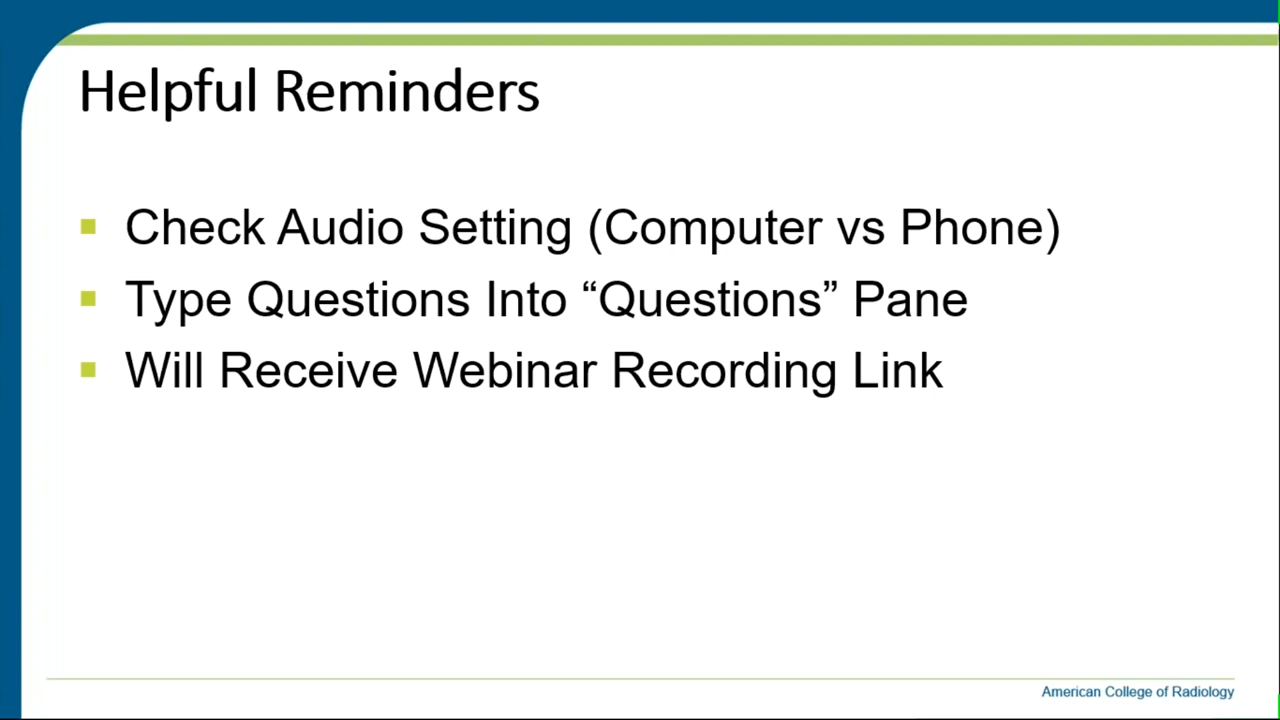 Helpful Reminders
Check Audio Setting (Computer vs Phone)
Type Questions Into “Questions” Pane
Will Receive Webinar Recording Link
American College of Radiology